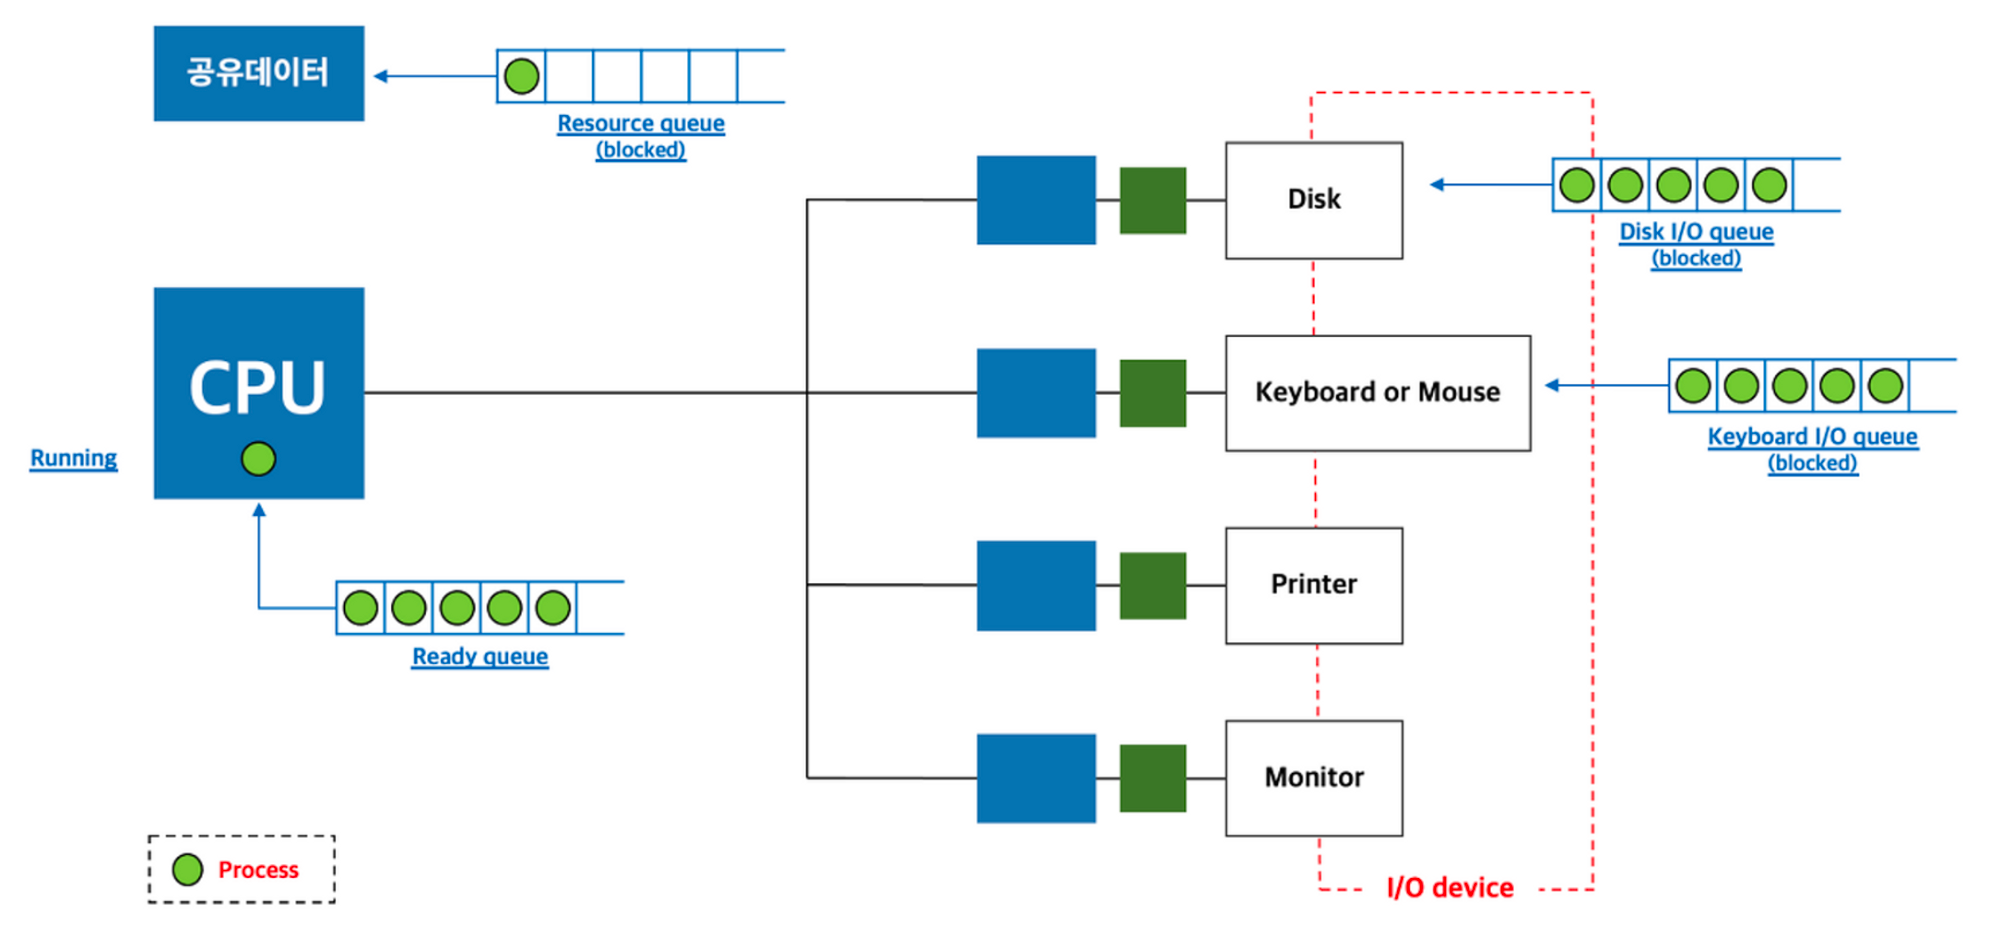 공유데이터
Resource queue
(blocked)
Disk
Disk I/O queue
(blocked)
CPU
Running
Keyboard or Mouse
Keyboard I/O queue
(blocked)
Ready queue
Printer
Monitor
Process
I/O device